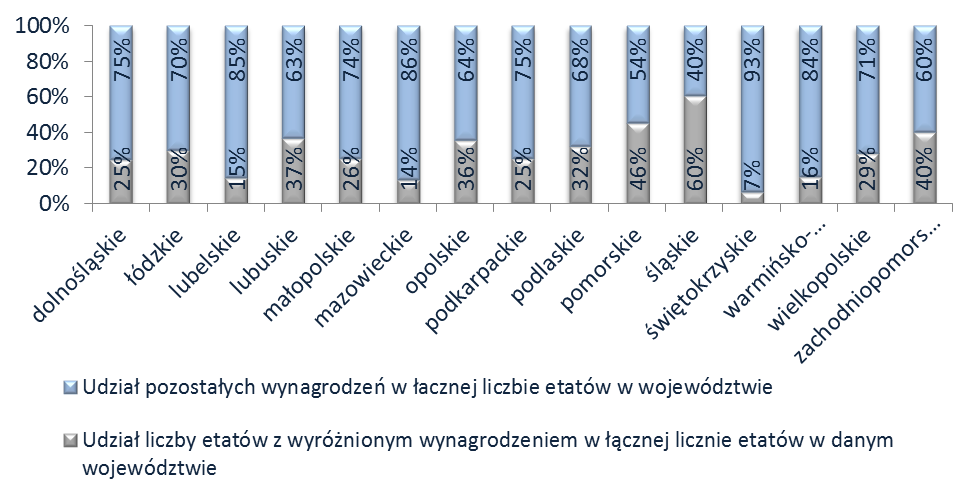 100%
80%
60%
40%
20%
0%
75% 70% 85% 63% 74% 86% 64% 75% 68% 54% 40% 93% 84% 71% 60%
25% 30% 15% 37% 26% 14% 36% 25% 32% 46% 60% 7% 16% 29% 40%
dolnośląskie
łódzkie
lubelskie
lubuskie
małopolskie
mazowieckie
opolskie
podkarpackie
podlaskie
pomorskie
śląskie
świętokrzyskie
warmińsko-...
wielkopolskie
zachodniopomors...
Udział pozostałych wynagrodzeń w łacznej liczbie etatów w województwie
Udział liczby etatów z wyróżnionym wynagrodzeniem w łącznej licznie etatów w danym
województwie